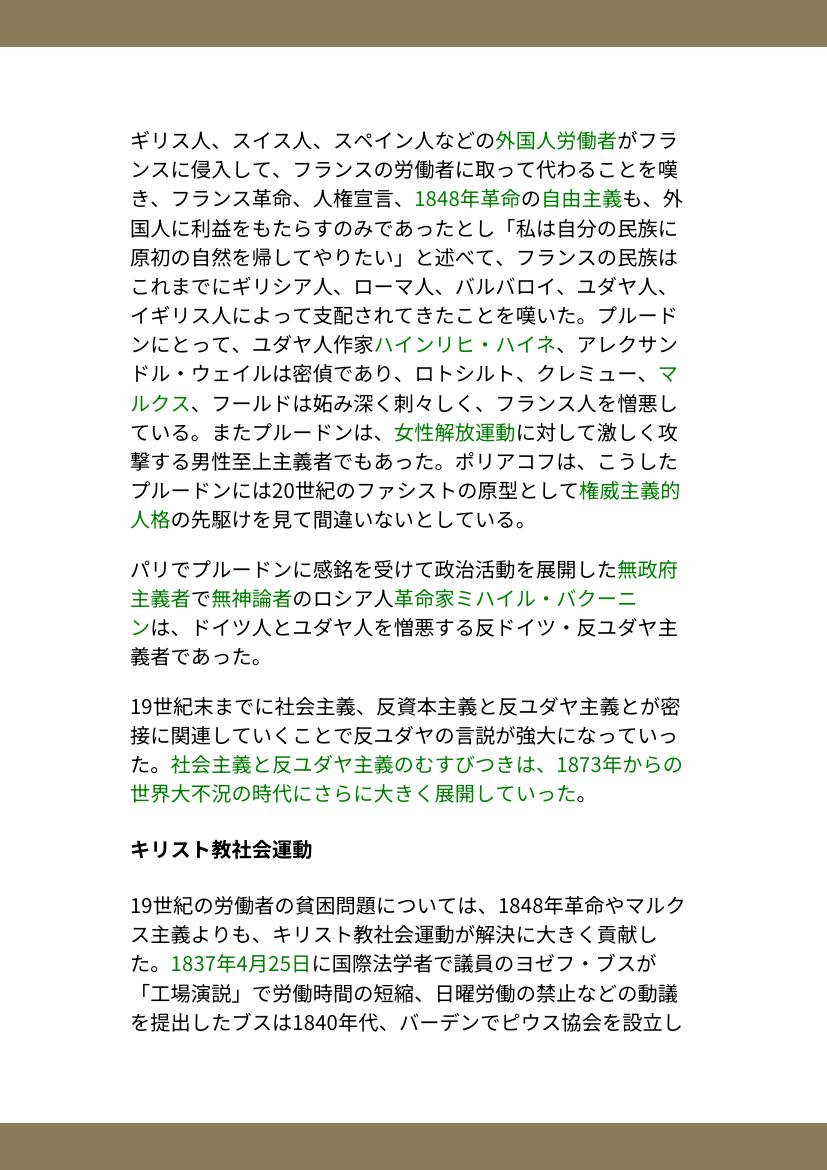 ギリス人、スイス人、スペイン人などの外国人労働者がフラ
ンスに侵入して、フランスの労働者に取って代わることを嘆
き、フランス革命、人権宣言、1848年革命の自由主義も、外
国人に利益をもたらすのみであったとし「私は自分の民族に
原初の自然を帰してやりたい」と述べて、フランスの民族は
これまでにギリシア人、ローマ人、バルバロイ、ユダヤ人、
イギリス人によって支配されてきたことを嘆いた。プルード
ンにとって、ユダヤ人作家ハインリヒ・ハイネ、アレクサン
ドル・ウェイルは密偵であり、ロトシルト、クレミュー、マ
ルクス、フールドは妬み深く刺々しく、フランス人を憎悪し
ている。またプルードンは、女性解放運動に対して激しく攻
撃する男性至上主義者でもあった。ポリアコフは、こうした
プルードンには20世紀のファシストの原型として権威主義的
人格の先駆けを見て間違いないとしている。
パリでプルードンに感銘を受けて政治活動を展開した無政府
主義者で無神論者のロシア人革命家ミハイル・バクーニ
ンは、ドイツ人とユダヤ人を憎悪する反ドイツ・反ユダヤ主
義者であった。
19世紀末までに社会主義、反資本主義と反ユダヤ主義とが密
接に関連していくことで反ユダヤの言説が強大になっていっ
た。社会主義と反ユダヤ主義のむすびつきは、1873年からの
世界大不況の時代にさらに大きく展開していった。
キリスト教社会運動
19世紀の労働者の貧困問題については、1848年革命やマルク
ス主義よりも、キリスト教社会運動が解決に大きく貢献し
た。1837年4月25日に国際法学者で議員のヨゼフ・ブスが
「工場演説」で労働時間の短縮、日曜労働の禁止などの動議
を提出したブスは1840年代、バーデンでピウス協会を設立し